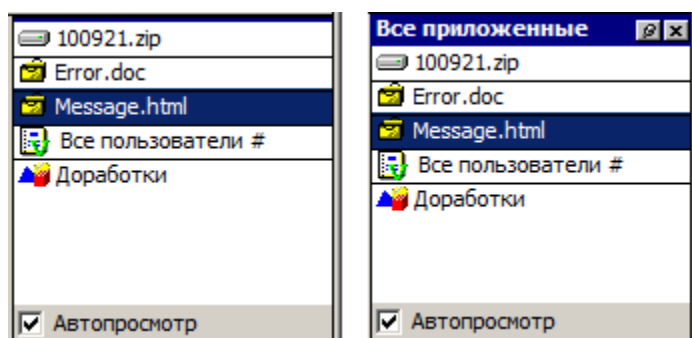 100921.zip
Error.doc
Message.html
Все пользователи #
Доработки
Автопросмотр
Все приложенные
100921.zip
Error.doc
Message.html
Все пользователи #
Доработки
Автопросмотр